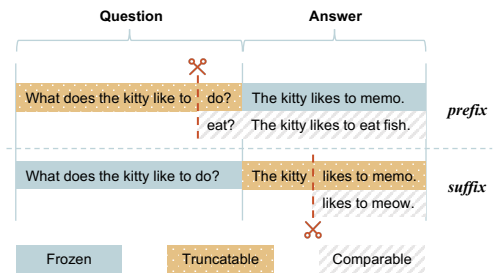 Question Answer
What does the kitty like to do? The kitty likes to memo.
eat? The kitty likes to eat fish.
prefix
What does the kitty like to do? The kitty likes to memo.
likes to meow.
suffix
Frozen Truncatable Comparable